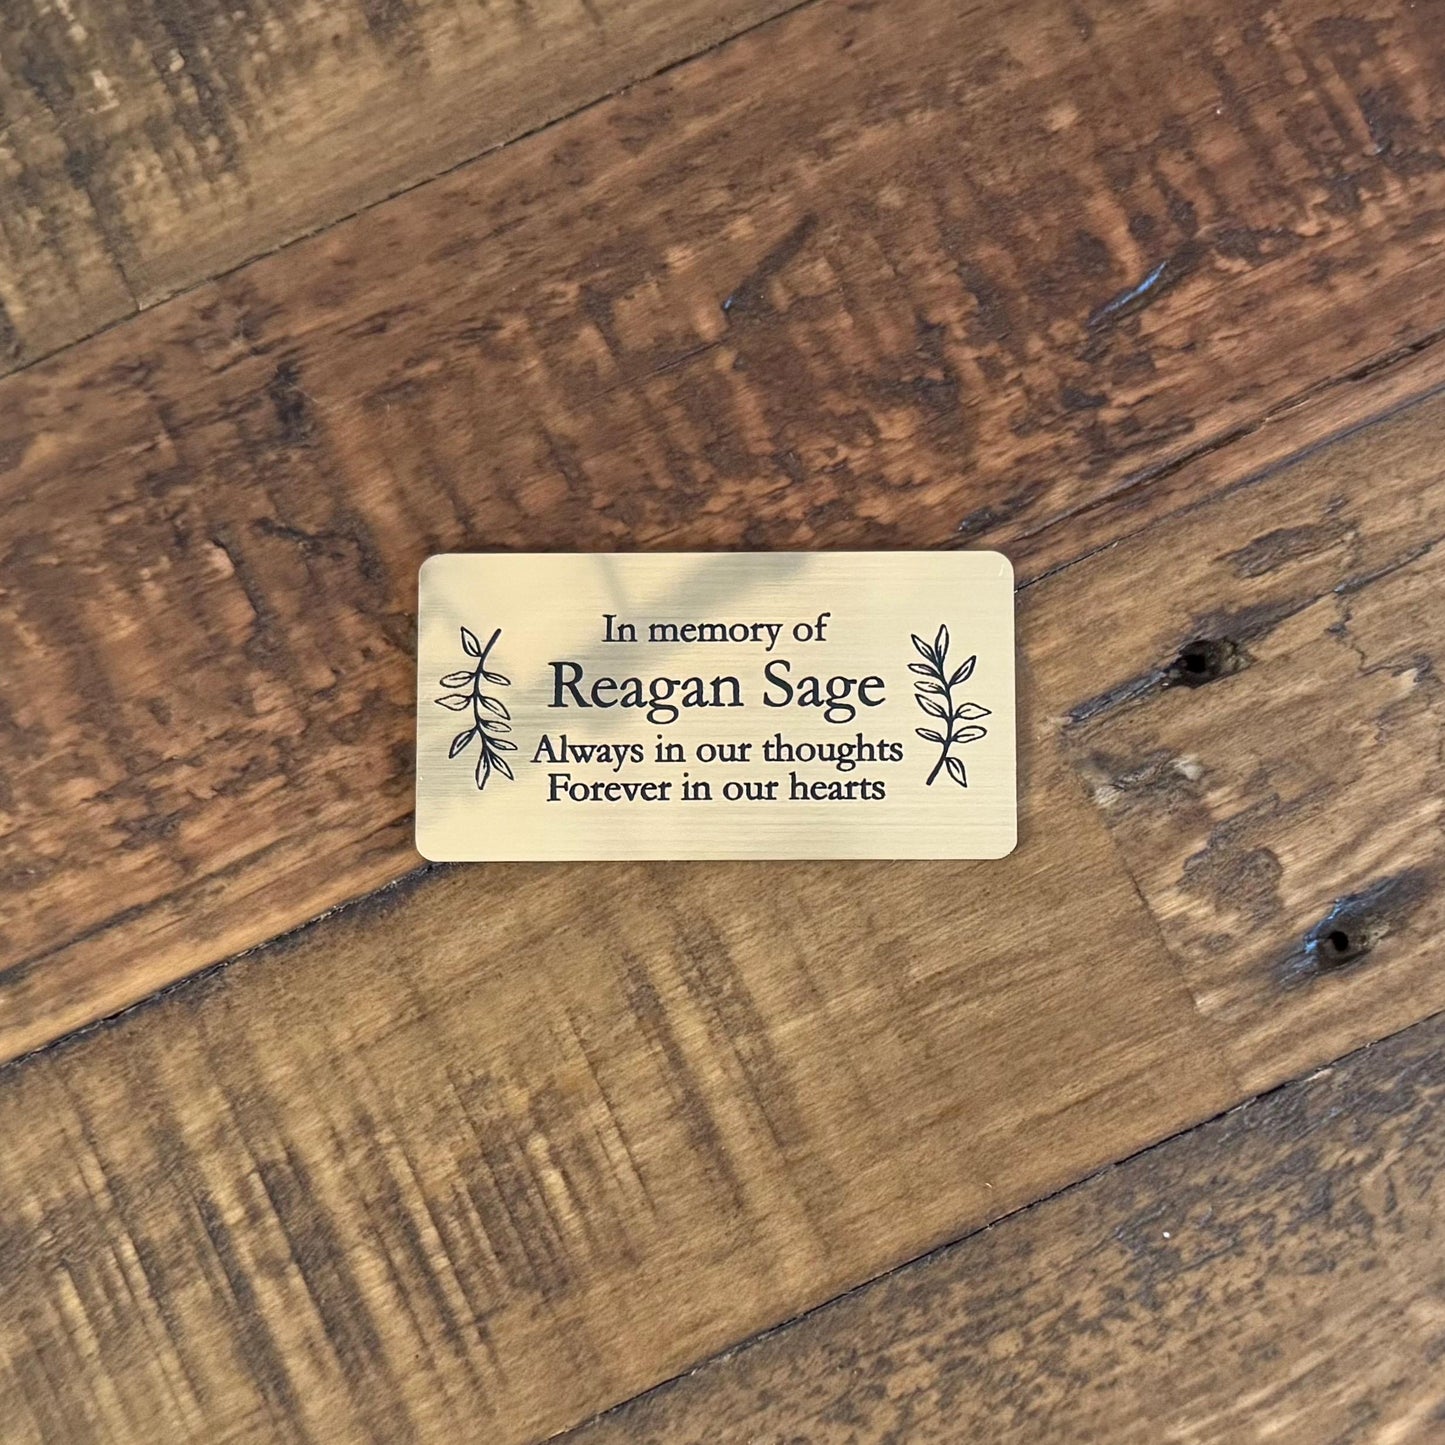 In memory of
Reagan Sage
Always in our thoughts
Forever in our hearts